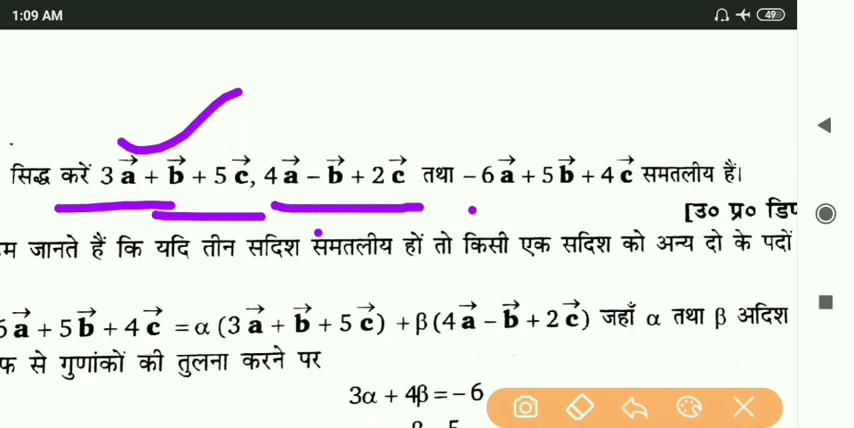 1:09 AM
49
सिद्ध करें 3a⃗ + b⃗ + 5c⃗, 4a⃗ − b⃗ + 2c⃗ तथा −6a⃗ + 5b⃗ + 4c⃗ समतलीय हैं।
[उ० प्र०
जानते हैं कि यदि तीन सदिश समतलीय हों तो किसी एक सदिश को अन्य दो के पदों
a⃗ + 5b⃗ + 4c⃗ = α (3a⃗ + b⃗ + 5c⃗) + β (4a⃗ − b⃗ + 2c⃗) जहाँ α तथा β अदिश
से गुणांकों की तुलना करने पर
3α + 4β = − 6